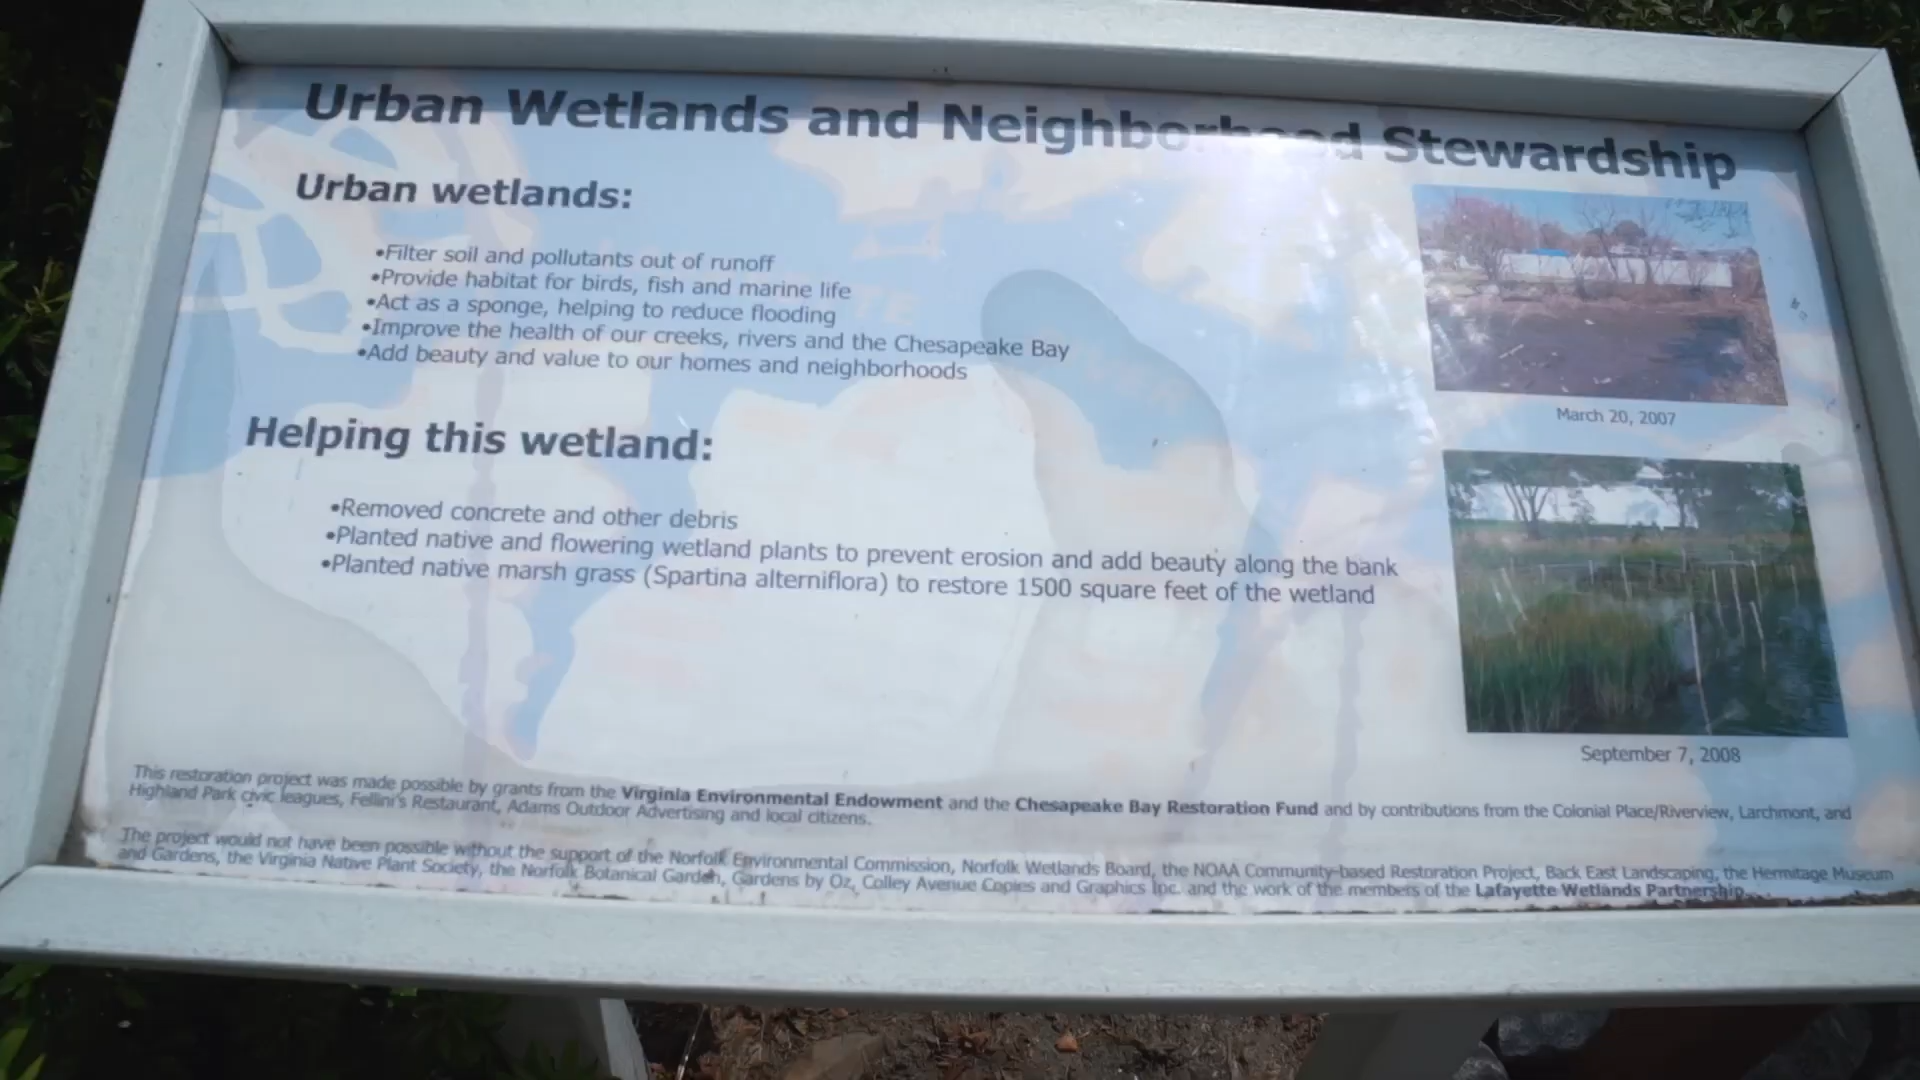 Urban Wetlands and Neighborhood Stewardship
Urban wetlands:
•Filter soil and pollutants out of runoff
•Provide habitat for birds, fish and marine life
•Act as a sponge, helping to reduce flooding
•Improve the health of our creeks, rivers and the Chesapeake Bay
•Add beauty and value to our homes and neighborhoods
Helping this wetland:
•Removed concrete and other debris
•Planted native and flowering wetland plants to prevent erosion and add beauty along the bank
•Planted native marsh grass (Spartina alterniflora) to restore 1500 square feet of the wetland
March 20, 2007
September 7, 2008
This restoration project was made possible by grants from the Virginia Environmental Endowment and the Chesapeake Bay Restoration Fund and by contributions from the Colonial Place/Riverview, Larchmont, and
Highland Park civic leagues, Fellini's Restaurant, Adams Outdoor Advertising and local citizens.
The project would not have been possible without the support of the Norfolk Environmental Commission, Norfolk Wetlands Board, the NOAA Community-based Restoration Project, Back East Landscaping, the Hermitage Museum
and Gardens, the Virginia Native Plant Society, the Norfolk Botanical Garden, Gardens by Oz, Colley Avenue Copies and Graphics Inc. and the work of the members of the Lafayette Wetlands Partnership.